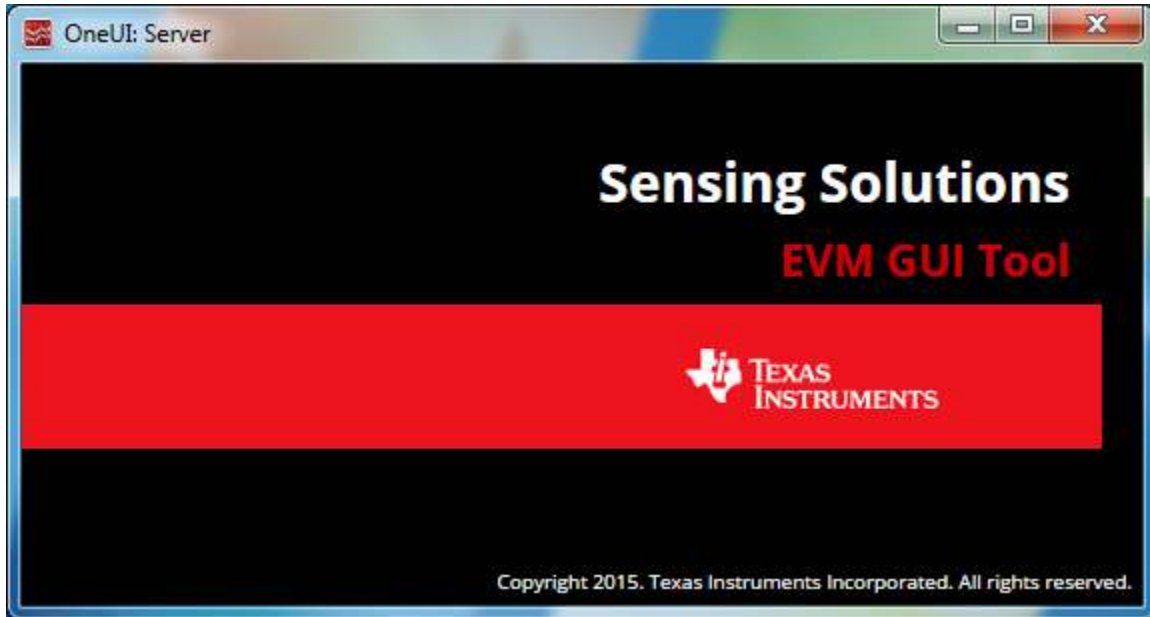 OneUI: Server
Sensing Solutions
EVM GUI Tool
TEXAS
INSTRUMENTS
Copyright 2015. Texas Instruments Incorporated. All rights reserved.